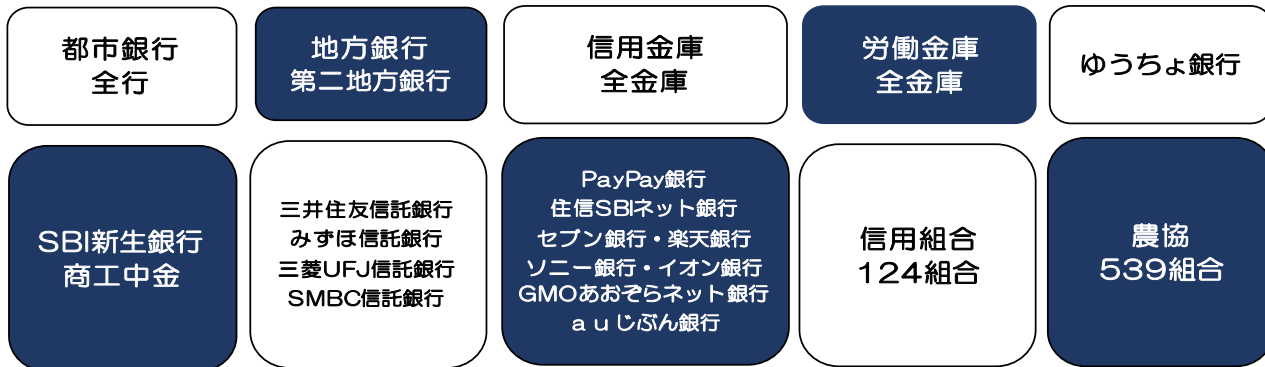 都市銀行
全行
地方銀行
第二地方銀行
信用金庫
全金庫
労働金庫
全金庫
ゆうちょ銀行
SBI新生銀行
商工中金
三井住友信託銀行
みずほ信託銀行
三菱UFJ信託銀行
SMBC信託銀行
PayPay銀行
住信SBIネット銀行
セブン銀行・楽天銀行
ソニー銀行・イオン銀行
GMOあおぞらネット銀行
ａｕじぶん銀行
信用組合
124組合
農協
539組合